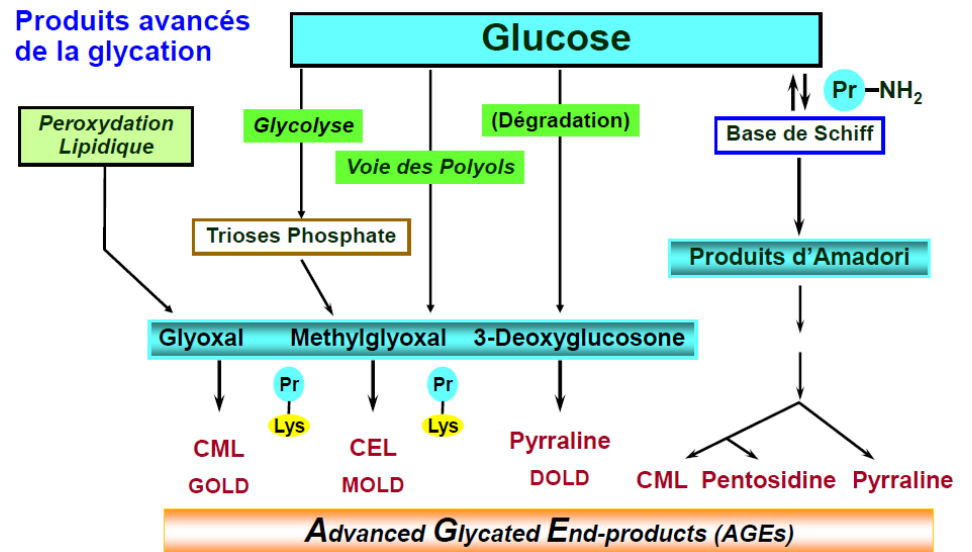 Produits avancés
de la glycation
Glucose
Pr–NH₂
Peroxydation
Lipidique
Glycolyse
(Dégradation)
Base de Schiff
Voie des Polyols
Trioses Phosphate
Produits d’Amadori
Glyoxal Methylglyoxal 3-Deoxyglucosone
Pr
Lys
Pr
Lys
CML
GOLD
CEL
MOLD
Pyrraline
DOLD
CML Pentosidine Pyrraline
Advanced Glycated End-products (AGEs)